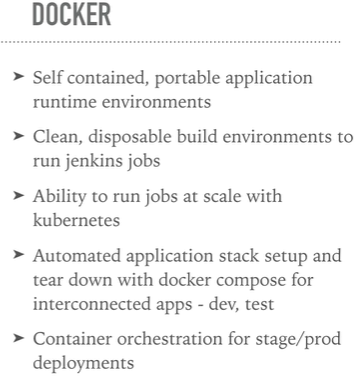 DOCKER
➤ Self contained, portable application
runtime environments
➤ Clean, disposable build environments to
run jenkins jobs
➤ Ability to run jobs at scale with
kubernetes
➤ Automated application stack setup and
tear down with docker compose for
interconnected apps - dev, test
➤ Container orchestration for stage/prod
deployments